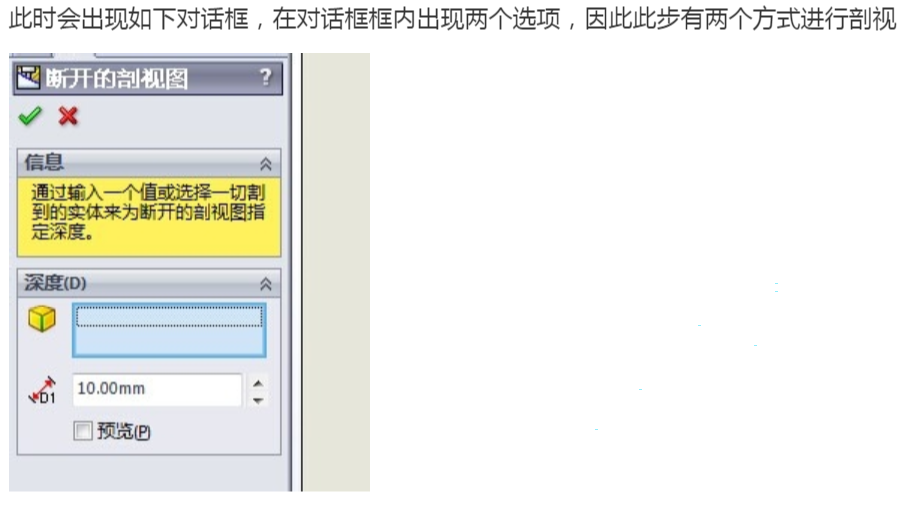 此时会出现如下对话框，在对话框框内出现两个选项，因此此步有两个方式进行剖视
断开的剖视图 ?
信息
通过输入一个值或选择一切割
到的实体来为断开的剖视图指
定深度。
深度(D)
D1 10.00mm
预览(P)